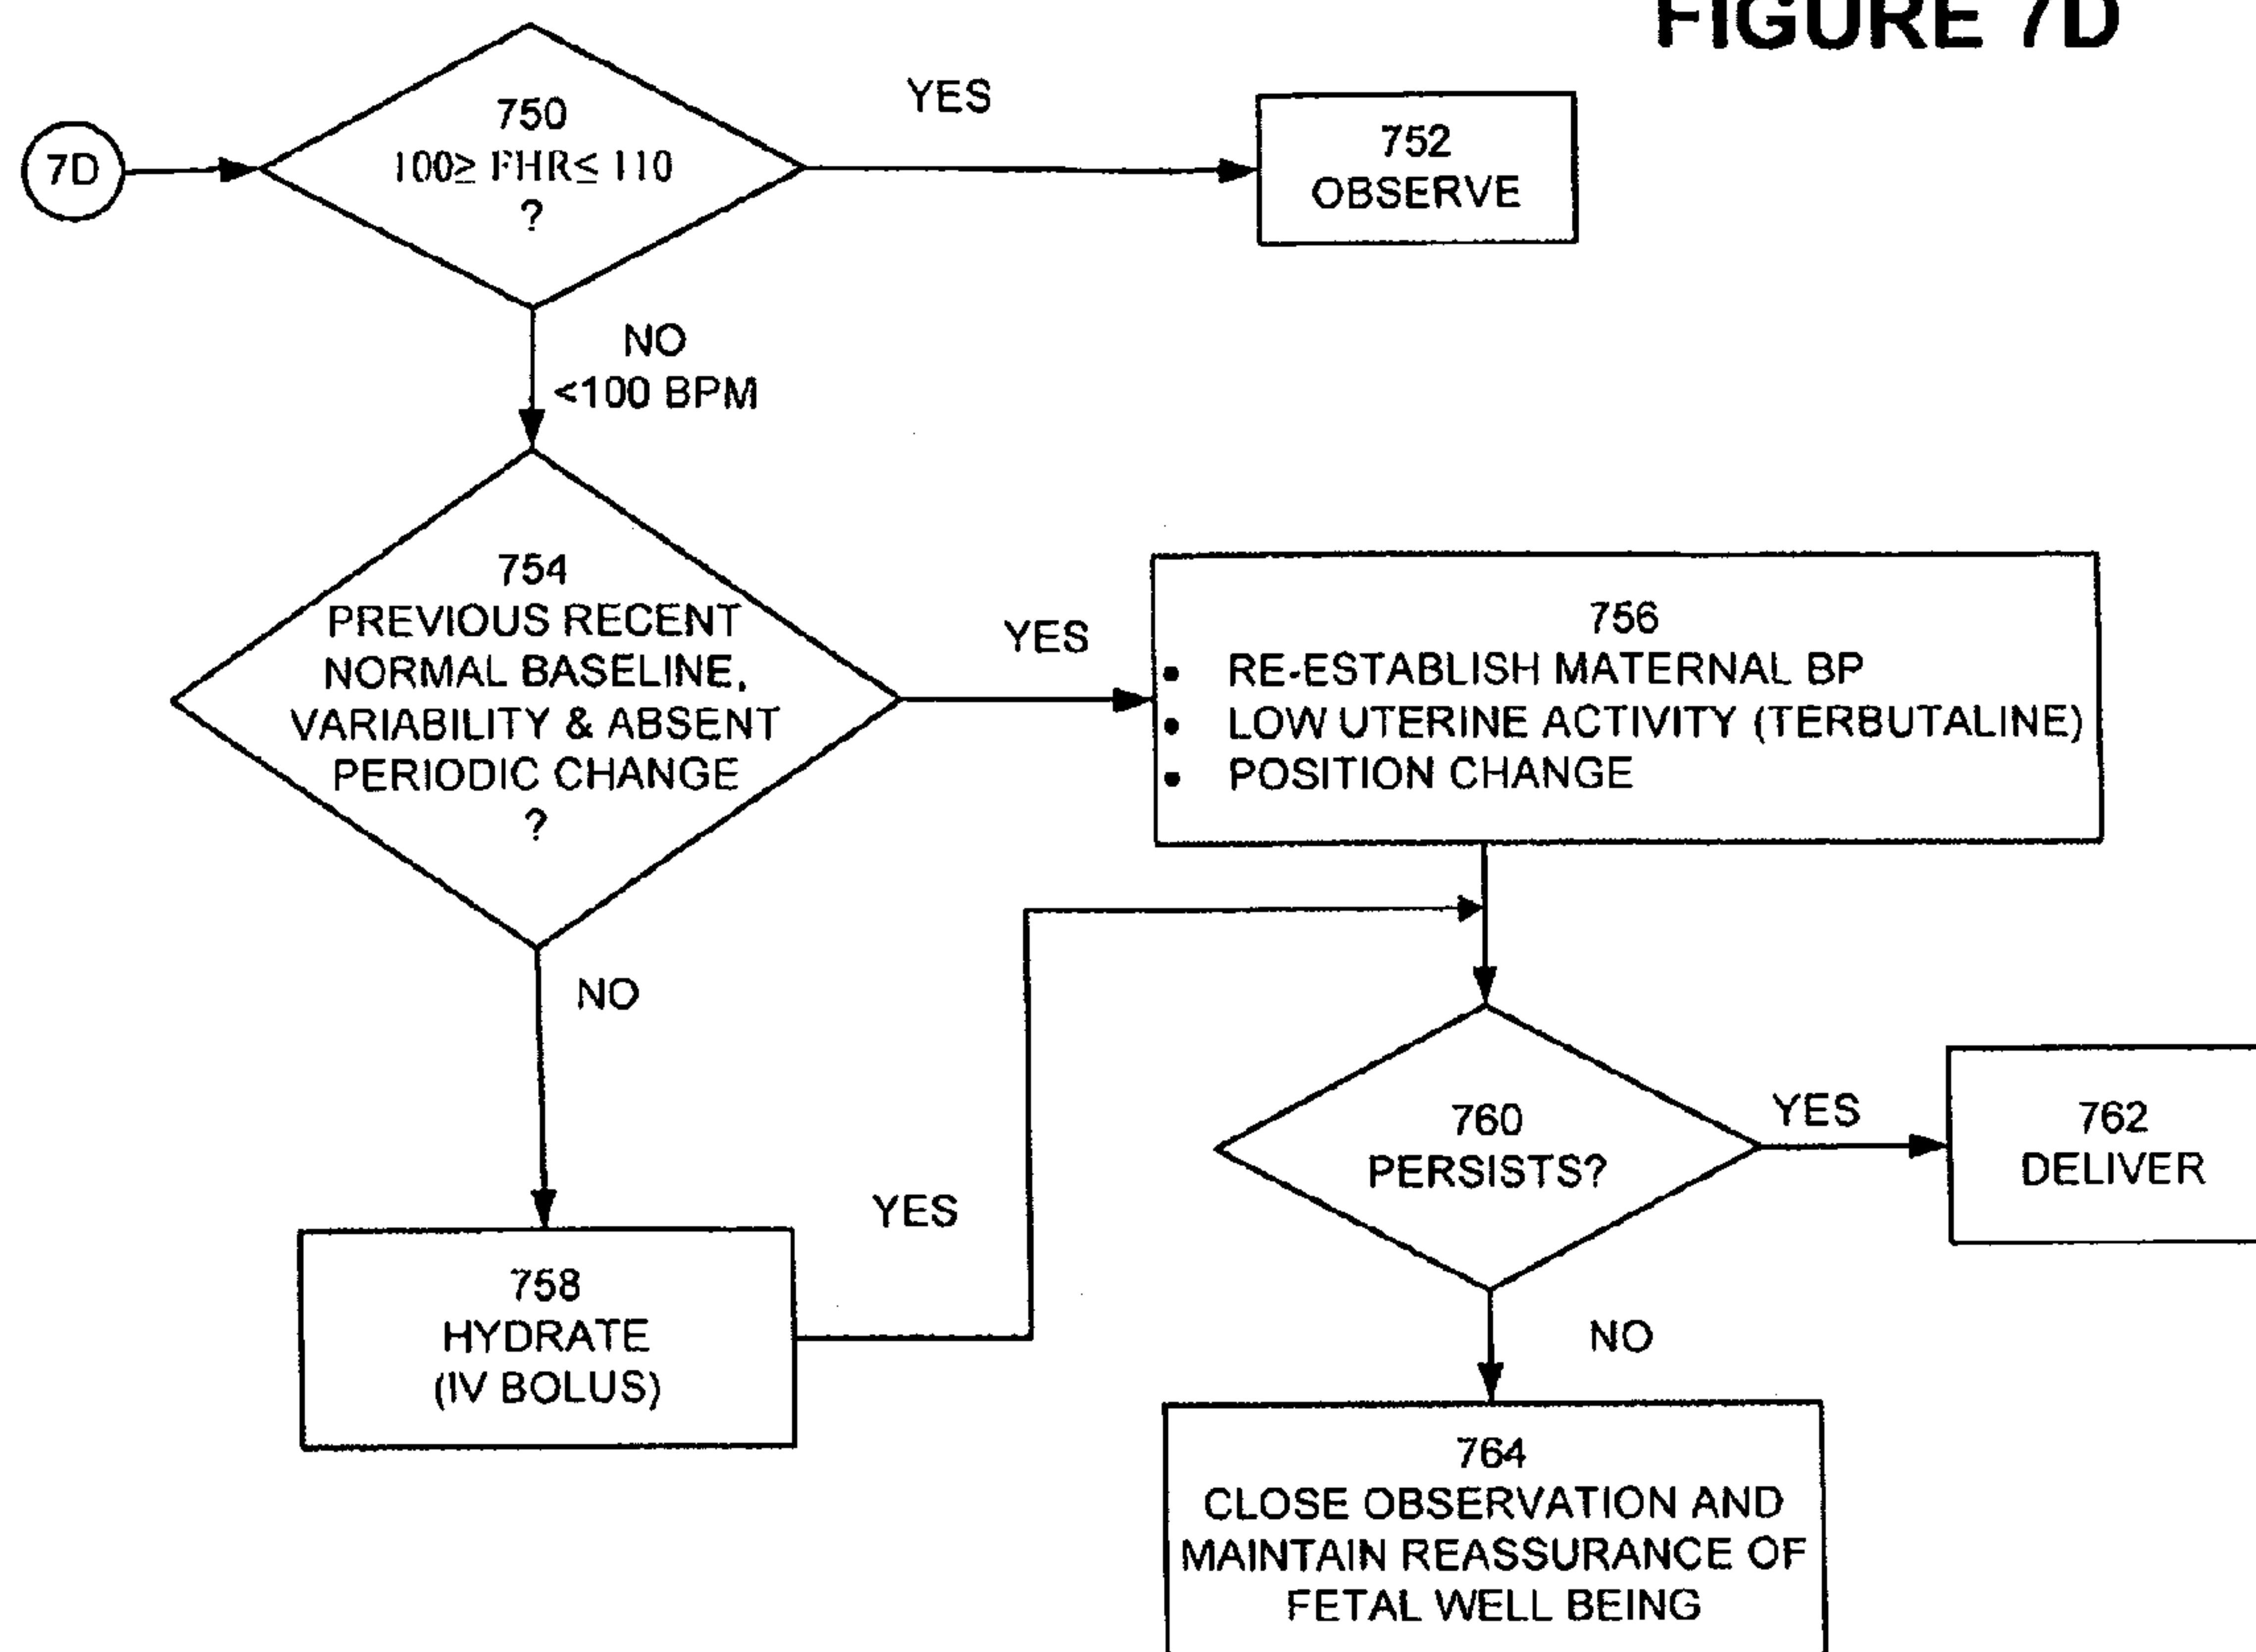 FIGURE 7D
7D
750
100≥ FHR≤ 110
?
YES
752
OBSERVE
NO
<100 BPM
754
PREVIOUS RECENT
NORMAL BASELINE,
VARIABILITY & ABSENT
PERIODIC CHANGE
?
YES
756
• RE-ESTABLISH MATERNAL BP
• LOW UTERINE ACTIVITY (TERBUTALINE)
• POSITION CHANGE
NO
758
HYDRATE
(IV BOLUS)
YES
760
PERSISTS?
YES
762
DELIVER
NO
764
CLOSE OBSERVATION AND
MAINTAIN REASSURANCE OF
FETAL WELL BEING